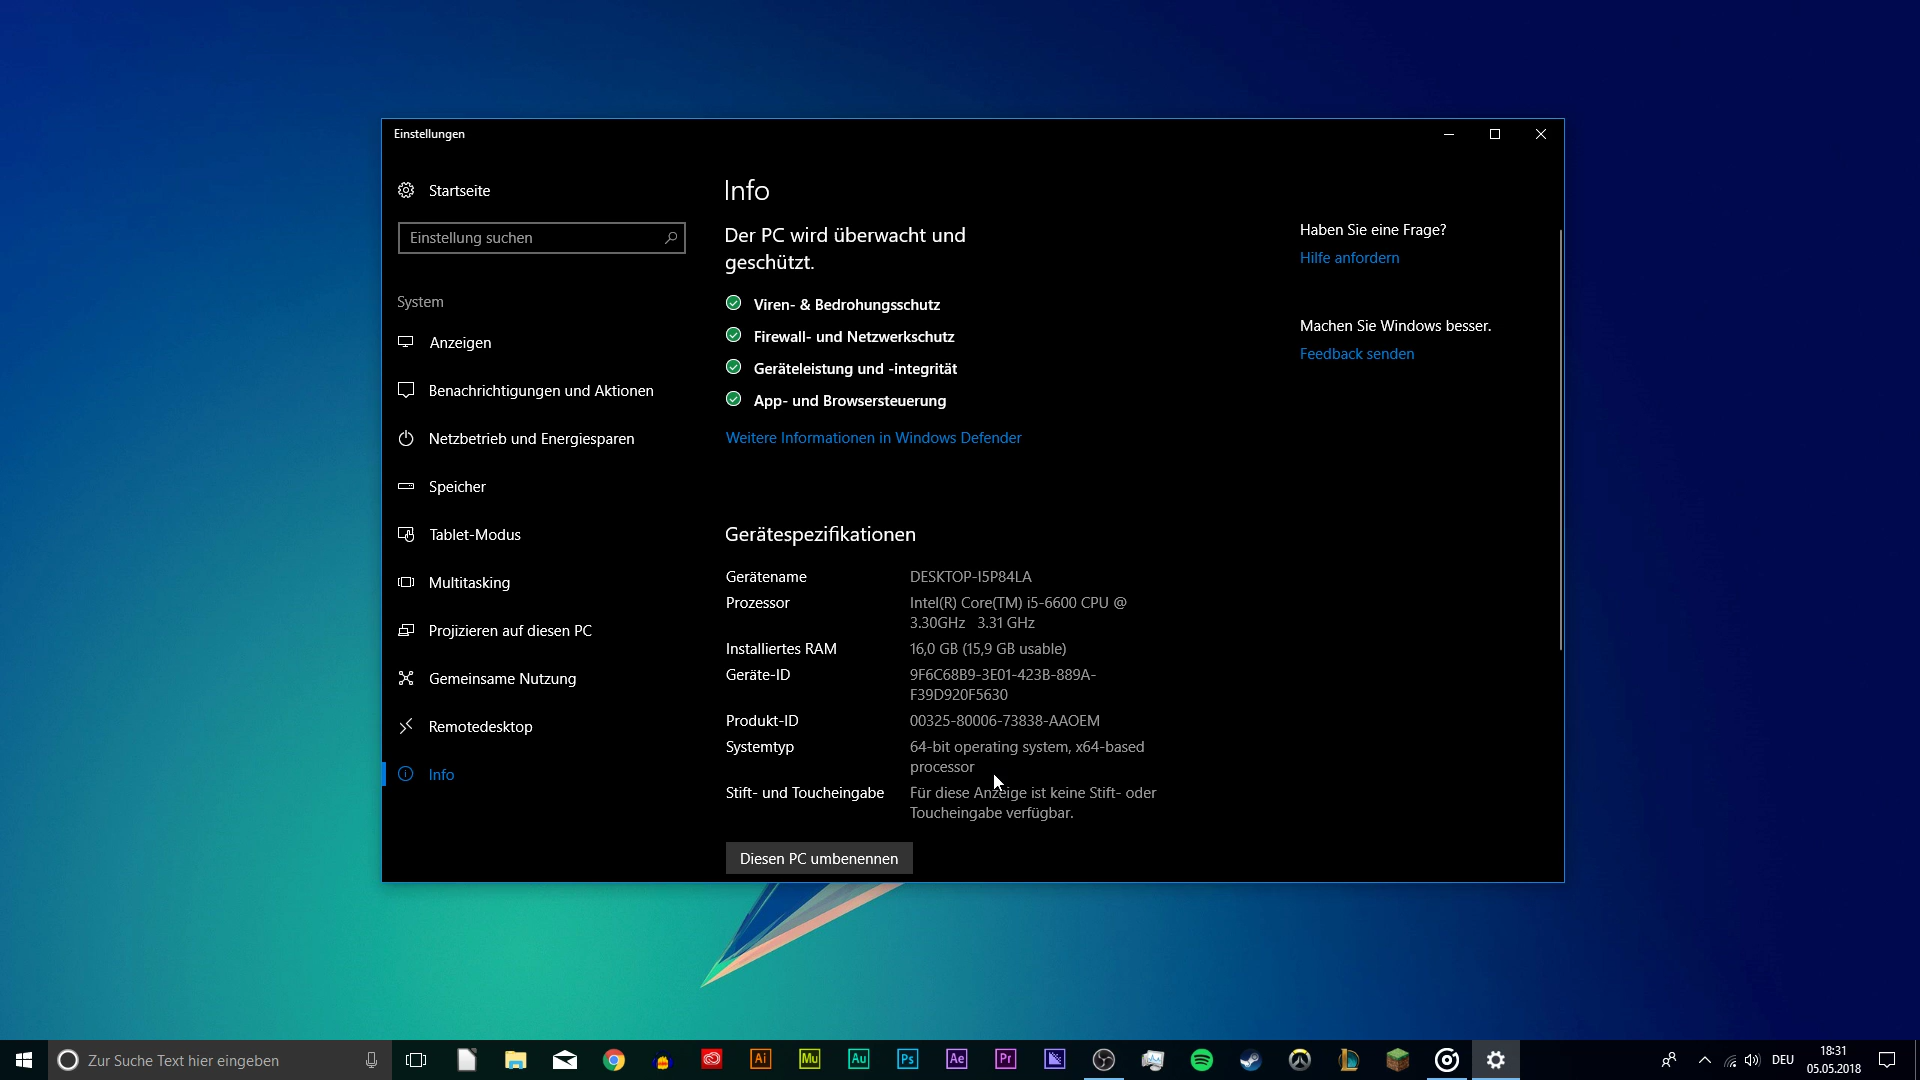 Einstellungen
Startseite
Einstellung suchen
System
Anzeigen
Benachrichtigungen und Aktionen
Netzbetrieb und Energiesparen
Speicher
Tablet-Modus
Multitasking
Projizieren auf diesen PC
Gemeinsame Nutzung
Remotedesktop
Info
Info
Der PC wird überwacht und
geschützt.
Viren- & Bedrohungsschutz
Firewall- und Netzwerkschutz
Geräteleistung und -integrität
App- und Browsersteuerung
Weitere Informationen in Windows Defender
Gerätespezifikationen
Gerätename DESKTOP-I5P84LA
Prozessor Intel(R) Core(TM) i5-6600 CPU @
3.30GHz 3.31 GHz
Installiertes RAM 16,0 GB (15,9 GB usable)
Geräte-ID 9F6C68B9-3E01-423B-889A-
F39D920F5630
Produkt-ID 00325-80006-73838-AAOEM
Systemtyp 64-bit operating system, x64-based
processor
Stift- und Toucheingabe Für diese Anzeige ist keine Stift- oder
Toucheingabe verfügbar.
Diesen PC umbenennen
Haben Sie eine Frage?
Hilfe anfordern
Machen Sie Windows besser.
Feedback senden
Zur Suche Text hier eingeben
Ai
Mu
Au
Ps
Ae
Pr
DEU
18:31
05.05.2018